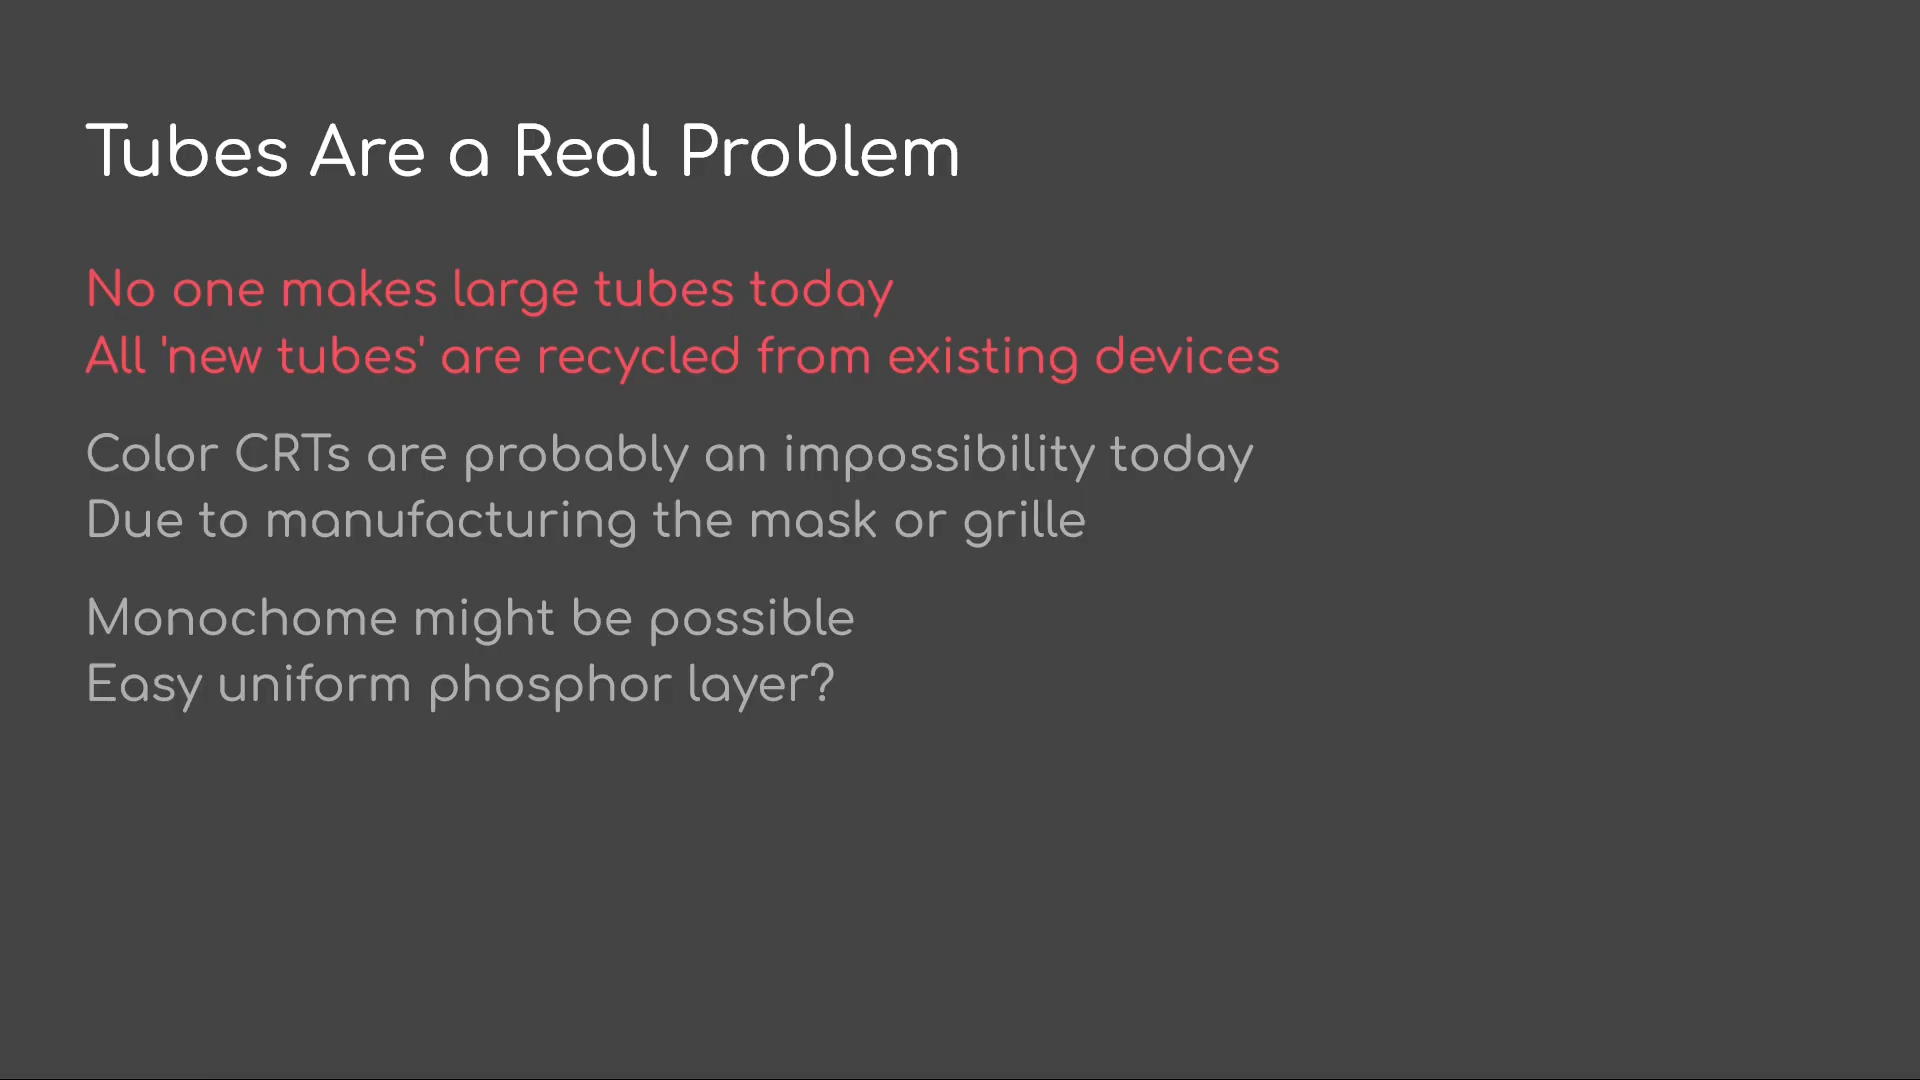 Tubes Are a Real Problem
No one makes large tubes today
All 'new tubes' are recycled from existing devices
Color CRTs are probably an impossibility today
Due to manufacturing the mask or grille
Monochome might be possible
Easy uniform phosphor layer?